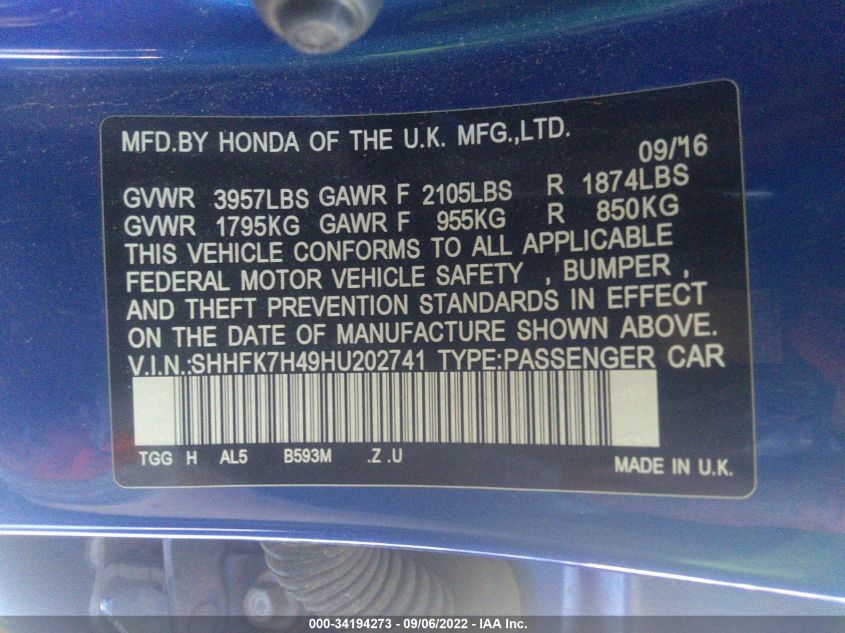 MFD.BY HONDA OF THE U.K. MFG.,LTD.
09/16
GVWR 3957LBS GAWR F 2105LBS R 1874LBS
GVWR 1795KG GAWR F 955KG R 850KG
THIS VEHICLE CONFORMS TO ALL APPLICABLE
FEDERAL MOTOR VEHICLE SAFETY , BUMPER ,
AND THEFT PREVENTION STANDARDS IN EFFECT
ON THE DATE OF MANUFACTURE SHOWN ABOVE.
V.I.N.:SHHFK7H49HU202741 TYPE:PASSENGER CAR
TGG H AL5 B593M .Z .U
MADE IN U.K.
000-34194273 - 09/06/2022 - IAA Inc.